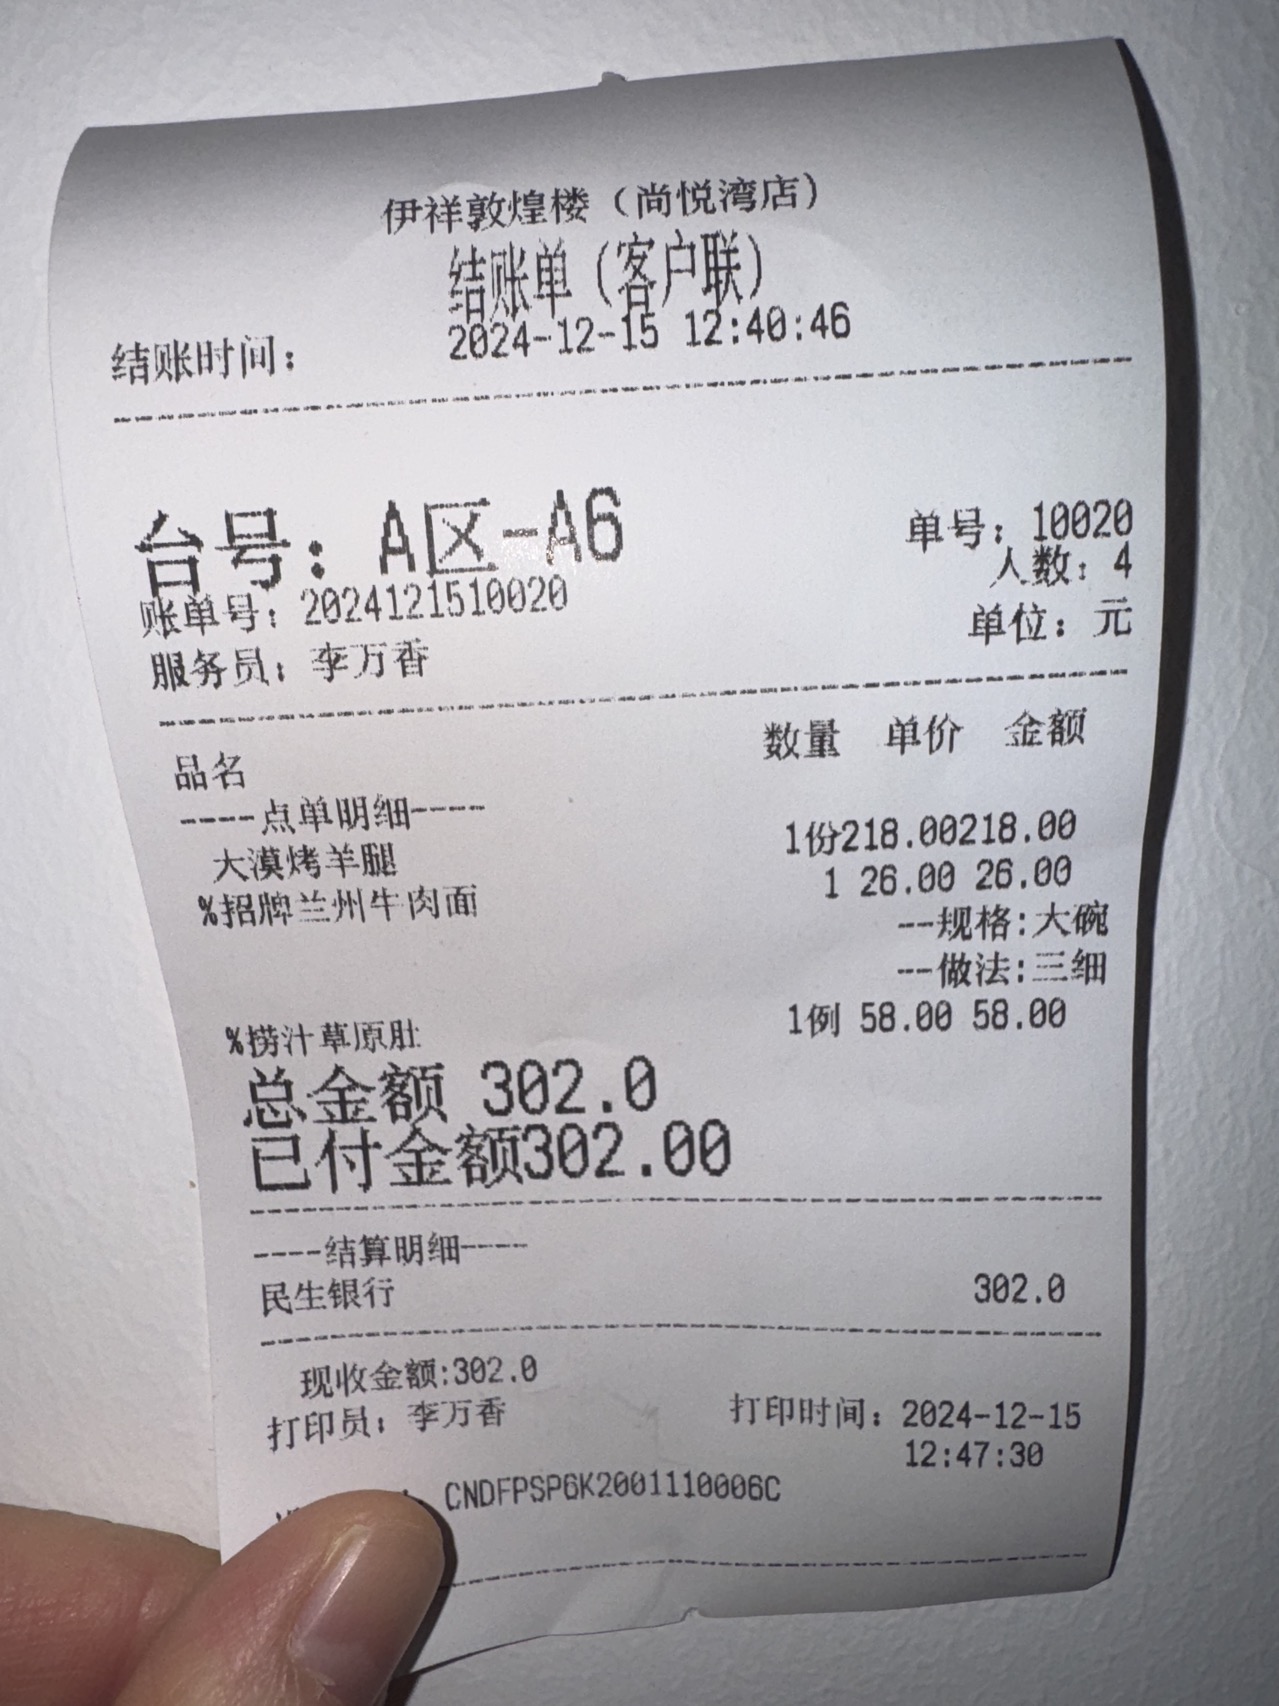 伊祥敦煌楼（尚悦湾店）
结账单（客户联）
结账时间： 2024-12-15 12:40:46
台号：A区-A6
单号：10020
账单号：2024121510020
人数：4
服务员：李万香
单位：元
品名 数量 单价 金额
----点单明细----
大漠烤羊腿 1份218.00218.00
%招牌兰州牛肉面 1 26.00 26.00
--规格:大碗
--做法:三细
%捞汁草原肚 1例 58.00 58.00
总金额 302.0
已付金额302.00
----结算明细----
民生银行 302.0
现收金额:302.0
打印员：李万香 打印时间：2024-12-15
12:47:30
CNDFPSP6K2001110006C